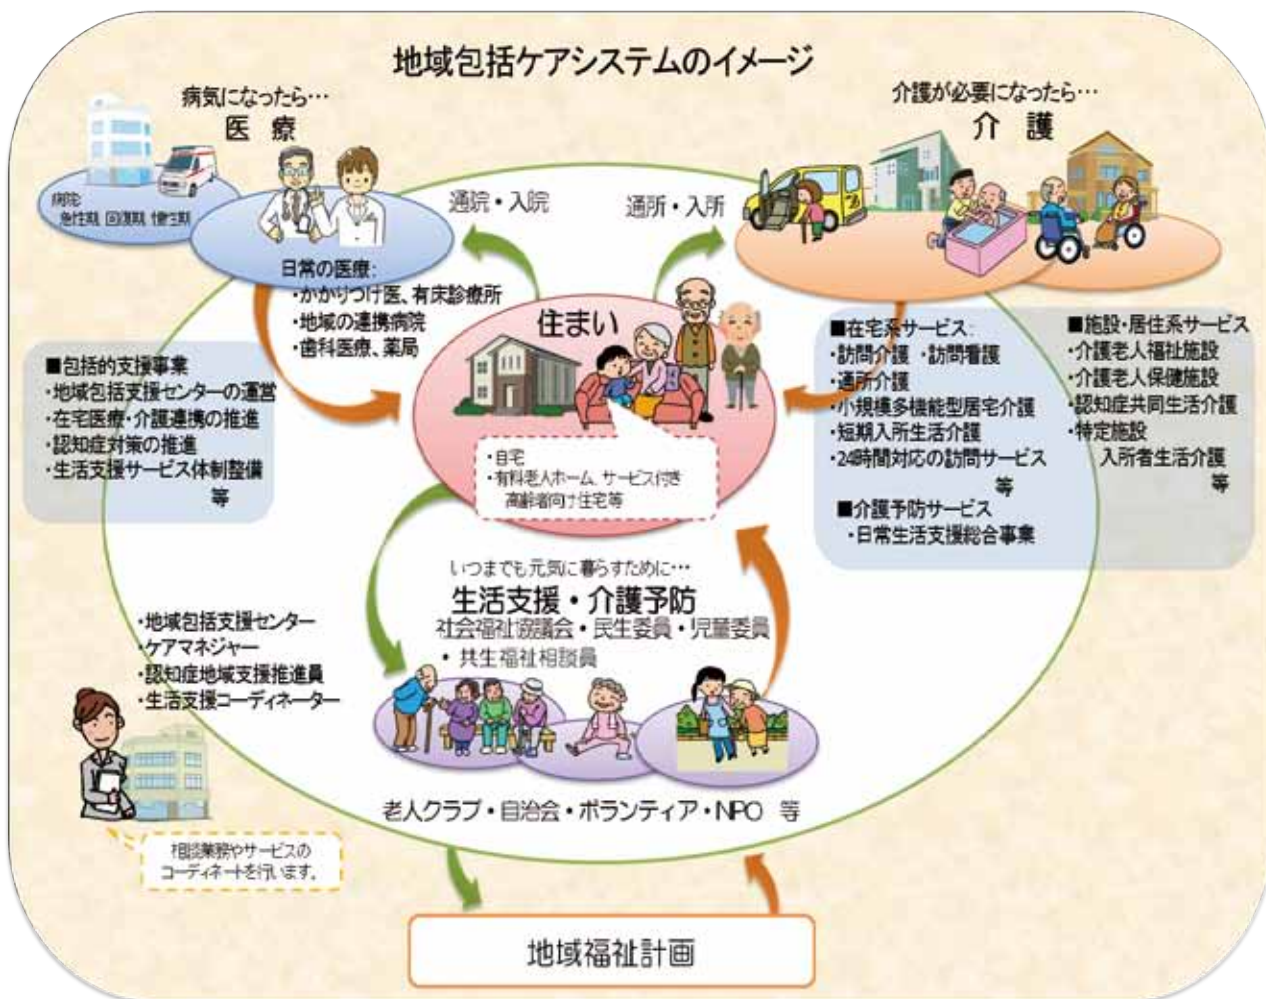 地域包括ケアシステムのイメージ
病気になったら…
医 療
病院:
急性期 回復期 慢性期
日常の医療:
・かかりつけ医、有床診療所
・地域の連携病院
・歯科医療、薬局
通院・入院
通所・入所
介護が必要になったら…
介 護
■包括的支援事業
・地域包括支援センターの運営
・在宅医療・介護連携の推進
・認知症対策の推進
・生活支援サービス体制整備
等
住まい
・自宅
・有料老人ホーム、サービス付き
高齢者向け住宅等
■在宅系サービス:
・訪問介護 ・訪問看護
・通所介護
・小規模多機能型居宅介護
・短期入所生活介護
・24時間対応の訪問サービス
等
■介護予防サービス
・日常生活支援総合事業
■施設・居住系サービス
・介護老人福祉施設
・介護老人保健施設
・認知症共同生活介護
・特定施設
入所者生活介護
等
いつまでも元気に暮らすために…
生活支援・介護予防
社会福祉協議会・民生委員・児童委員
・共生福祉相談員
・地域包括支援センター
・ケアマネジャー
・認知症地域支援推進員
・生活支援コーディネーター
老人クラブ・自治会・ボランティア・NPO 等
相談業務やサービスの
コーディネートを行います。
地域福祉計画